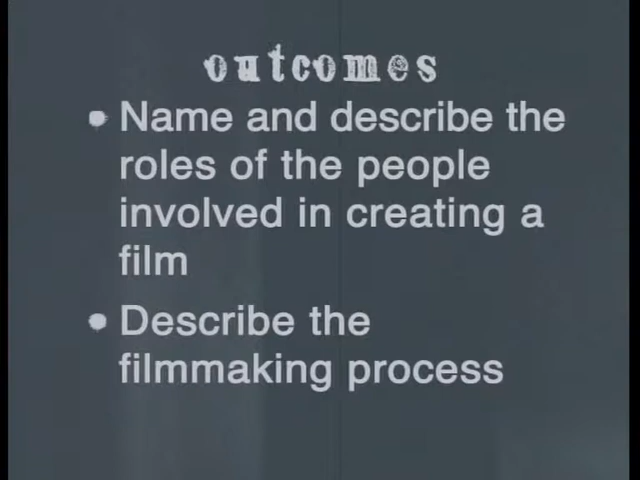 outcomes
• Name and describe the
roles of the people
involved in creating a
film
• Describe the
filmmaking process